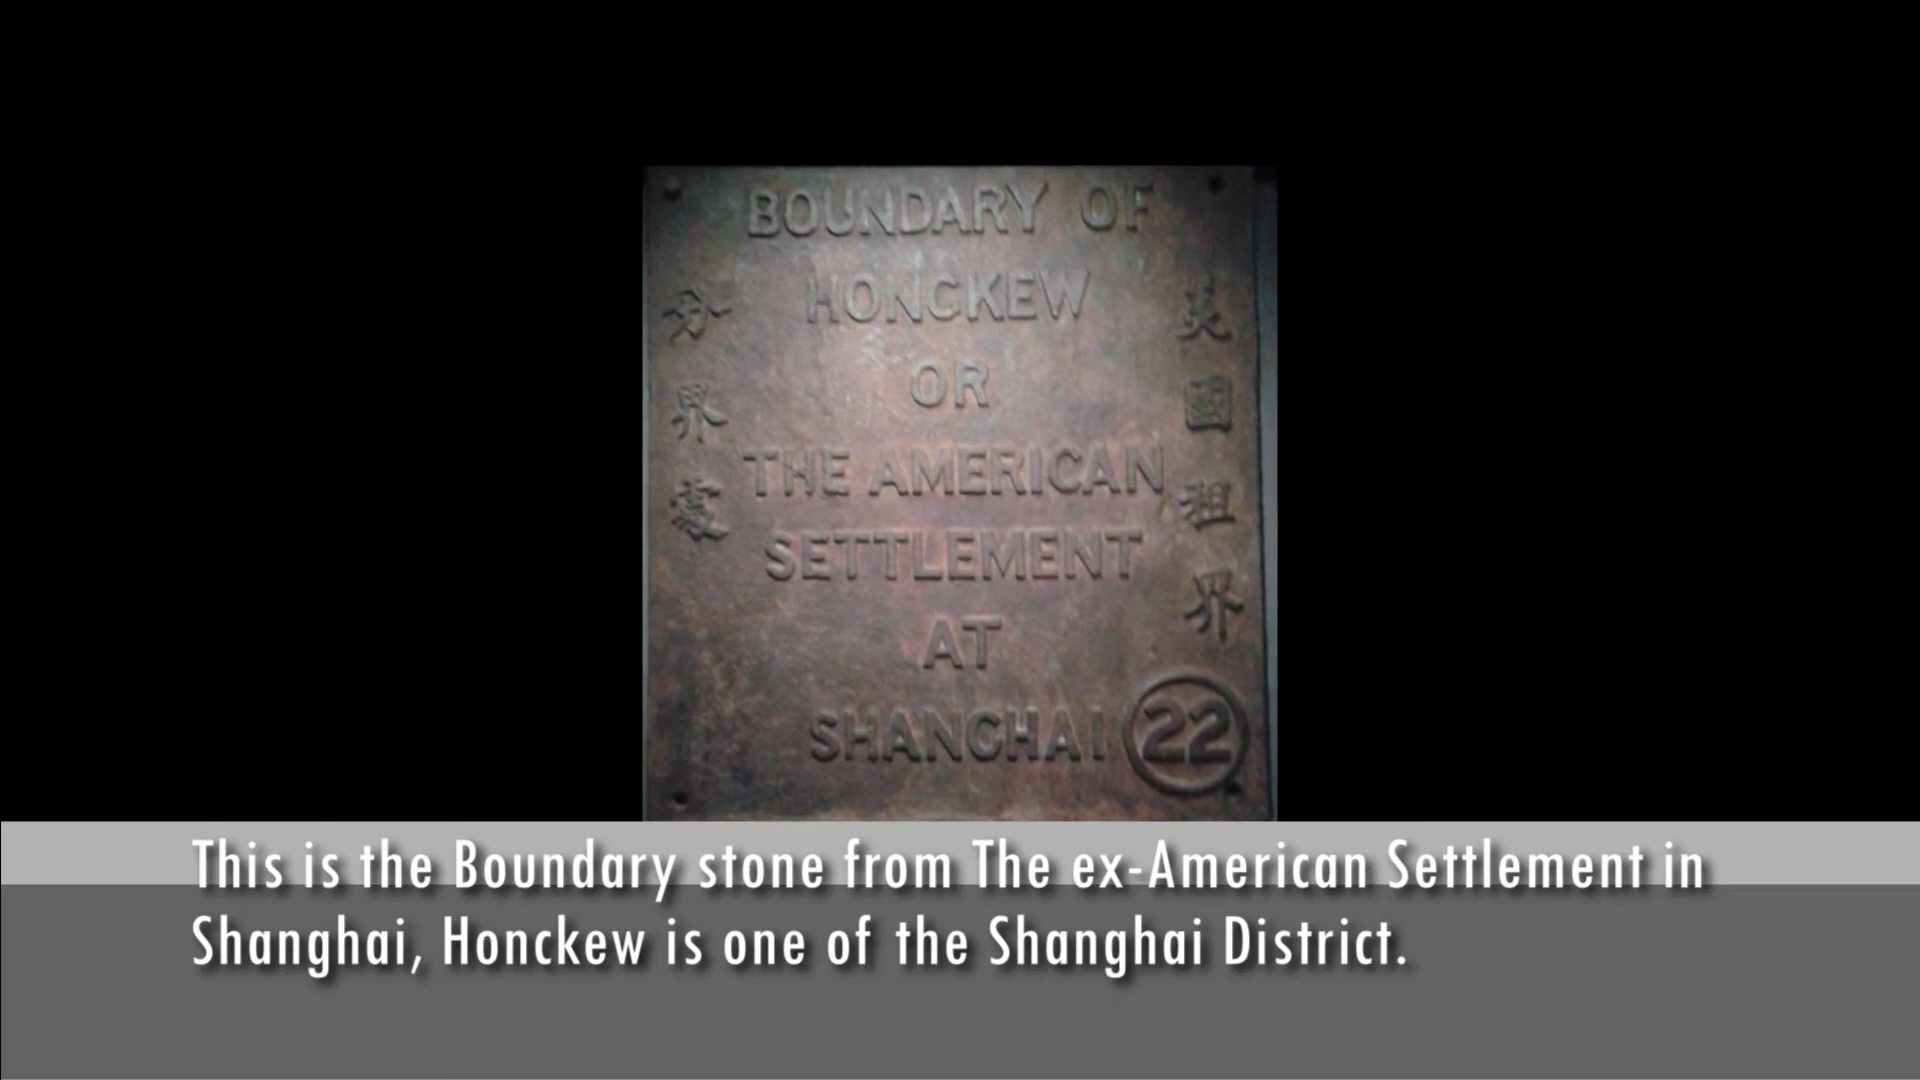 BOUNDARY OF
HONCKEW
OR
THE AMERICAN
SETTLEMENT
AT
SHANGHAI 22
美國租界
分界處
This is the Boundary stone from The ex-American Settlement in
Shanghai, Honckew is one of the Shanghai District.